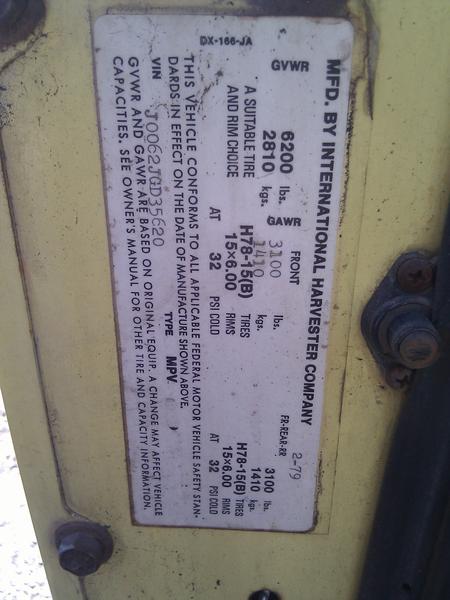 MFD. BY INTERNATIONAL HARVESTER COMPANY 2-79
GVWR 6200 lbs. GAWR FRONT 3100 lbs. FR-REAR-RR 3100 lbs.
2810 kgs. 1410 kgs. 1410 kgs.
A SUITABLE TIRE H78-15(B) TIRES H78-15(B) TIRES
AND RIM CHOICE 15×6.00 RIMS 15×6.00 RIMS
AT 32 PSI COLD AT 32 PSI COLD
DX-166-JA
THIS VEHICLE CONFORMS TO ALL APPLICABLE FEDERAL MOTOR VEHICLE SAFETY STAN-
DARDS IN EFFECT ON THE DATE OF MANUFACTURE SHOWN ABOVE.
VIN J0062JGD35620 TYPE MPV
GVWR AND GAWR ARE BASED ON ORIGINAL EQUIP. A CHANGE MAY AFFECT VEHICLE
CAPACITIES. SEE OWNER'S MANUAL FOR OTHER TIRE AND CAPACITY INFORMATION.